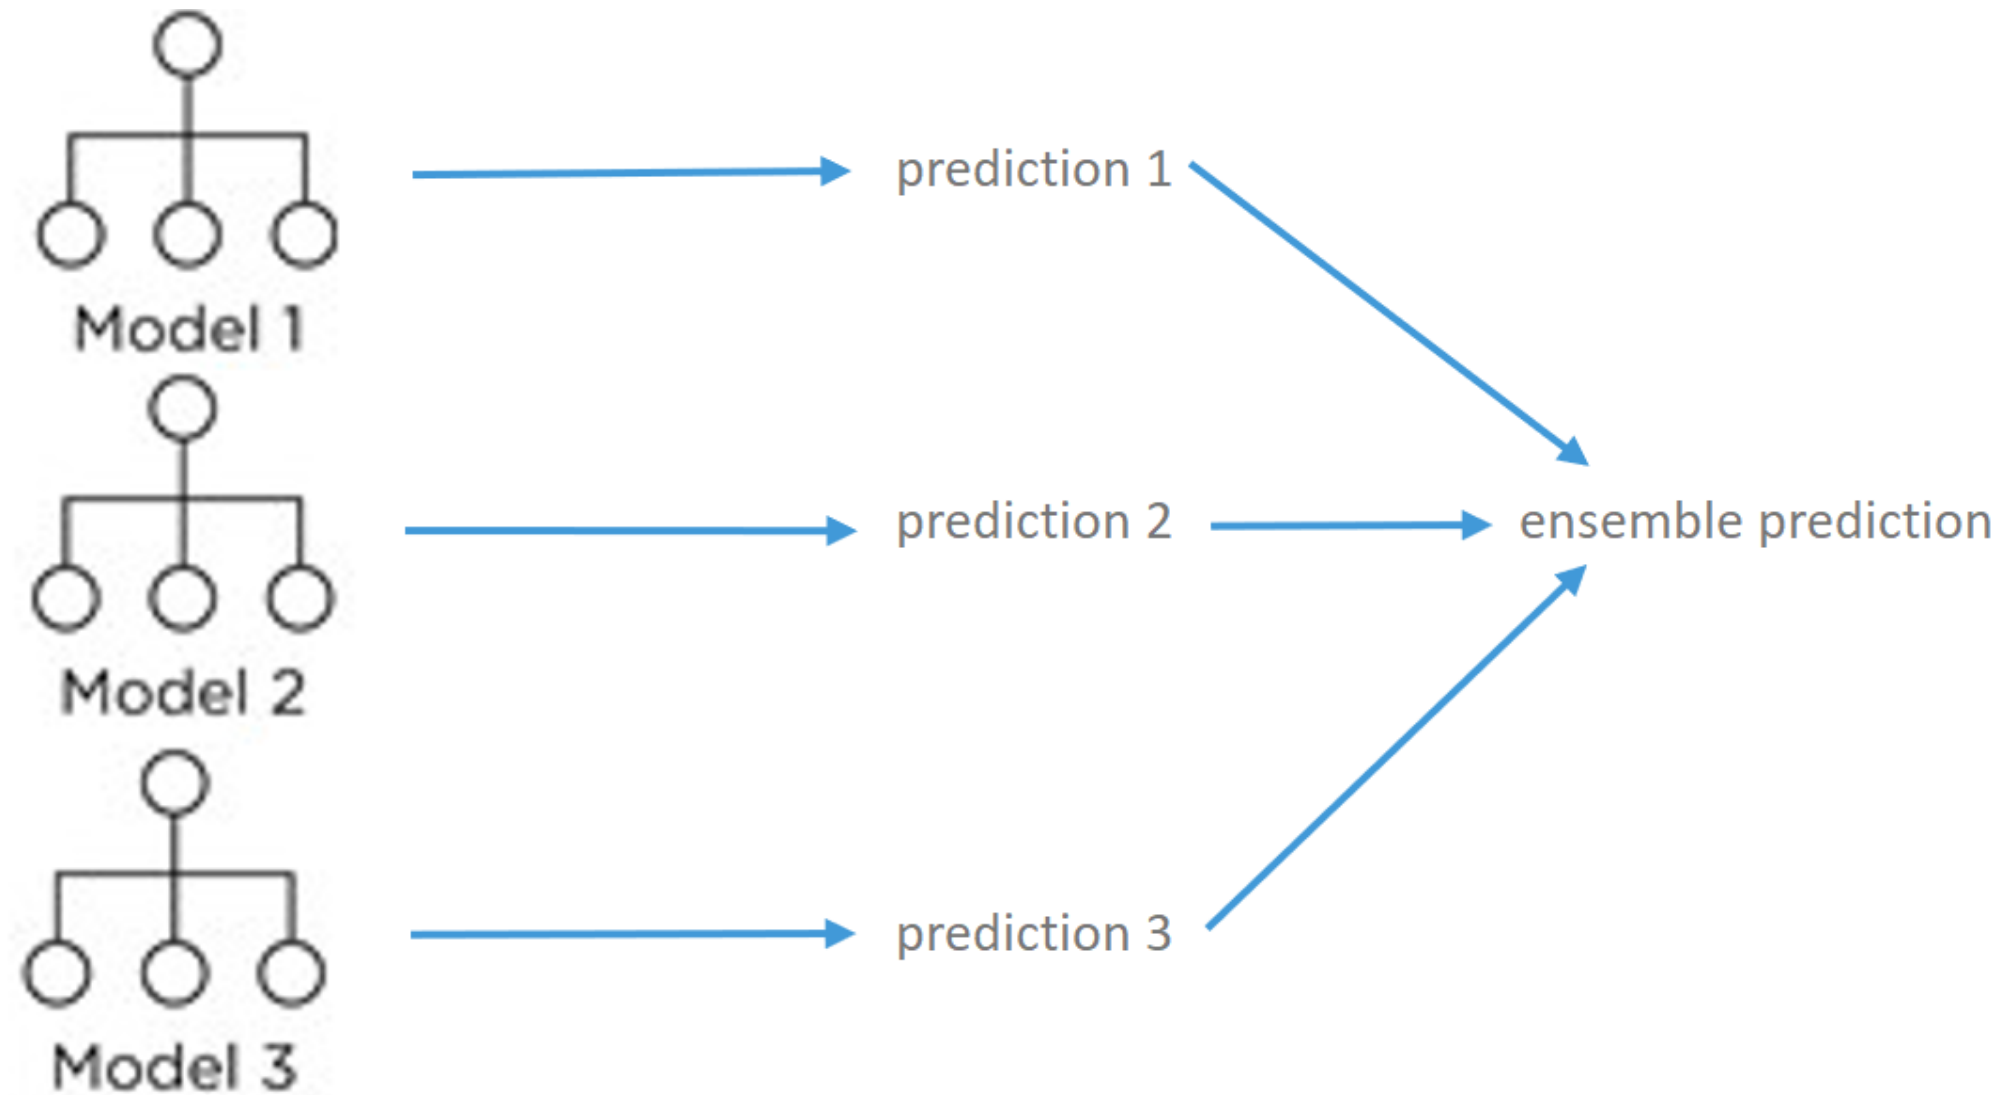 Model 1
prediction 1
Model 2
prediction 2
ensemble prediction
Model 3
prediction 3